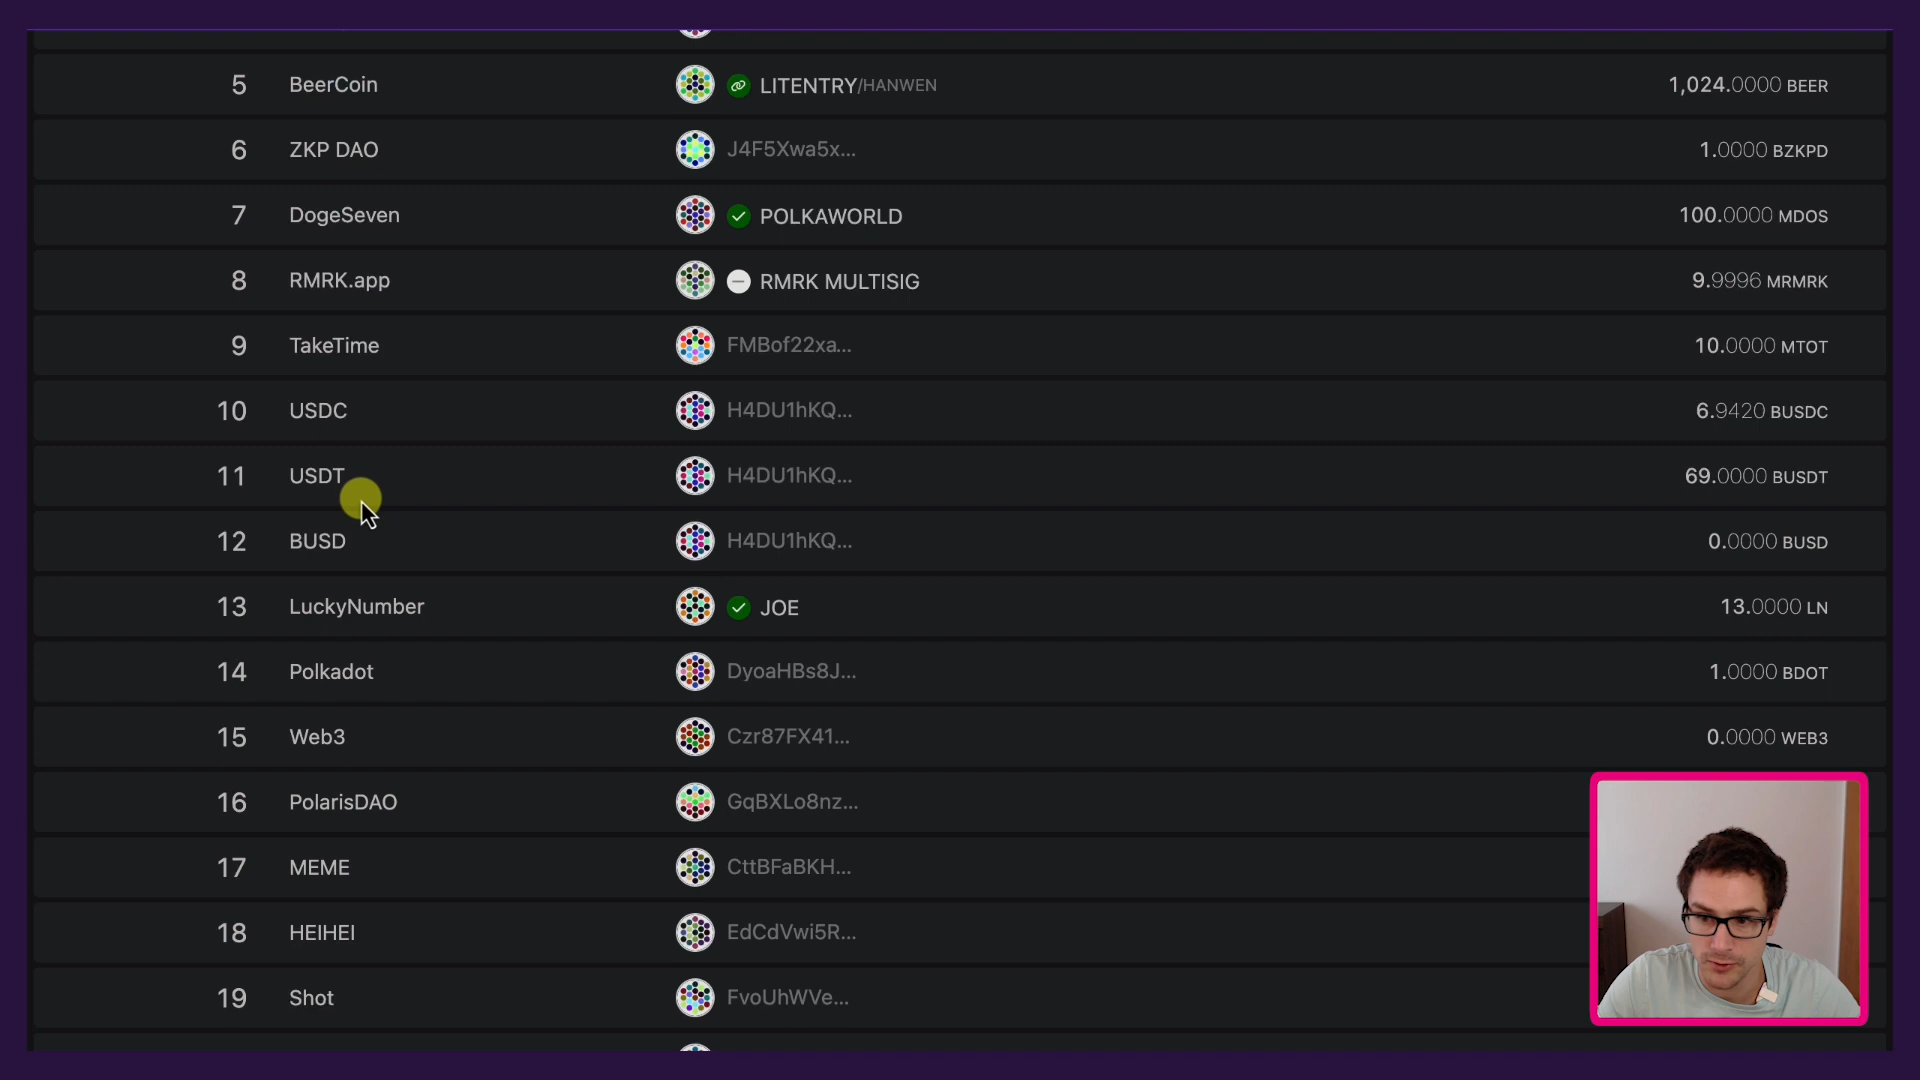 5 BeerCoin LITENTRY/HANWEN 1,024.0000 BEER
6 ZKP DAO J4F5Xwa5x... 1.0000 BZKPD
7 DogeSeven POLKAWORLD 100.0000 MDOS
8 RMRK.app RMRK MULTISIG 9.9996 MRMRK
9 TakeTime FMBof22xa... 10.0000 MTOT
10 USDC H4DU1hKQ... 6.9420 BUSDC
11 USDT H4DU1hKQ... 69.0000 BUSDT
12 BUSD H4DU1hKQ... 0.0000 BUSD
13 LuckyNumber JOE 13.0000 LN
14 Polkadot DyoaHBs8J... 1.0000 BDOT
15 Web3 Czr87FX41... 0.0000 WEB3
16 PolarisDAO GqBXLo8nz...
17 MEME CttBFaBKH...
18 HEIHEI EdCdVwi5R...
19 Shot FvoUhWVe...